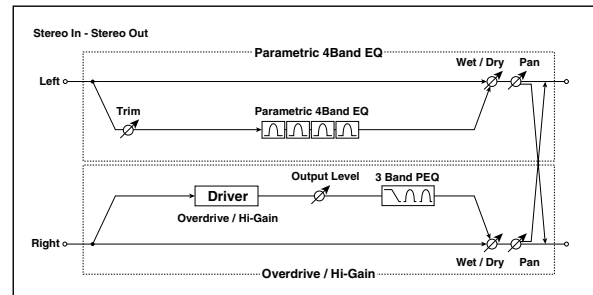 Stereo In - Stereo Out
Parametric 4Band EQ
Wet / Dry Pan
Left
Trim
Parametric 4Band EQ
Output Level 3 Band PEQ
Driver
Overdrive / Hi-Gain
Right
Wet / Dry Pan
Overdrive / Hi-Gain